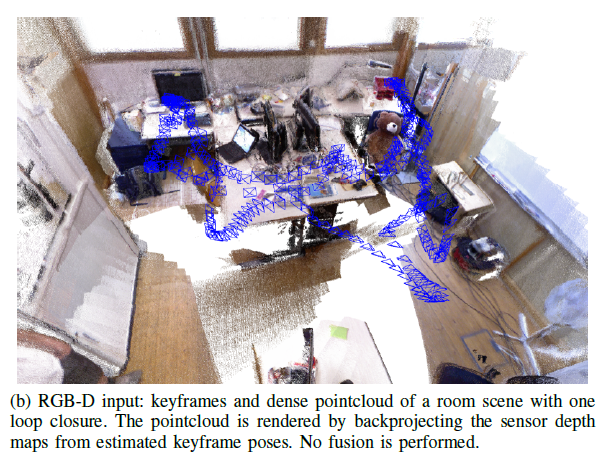 (b) RGB-D input: keyframes and dense pointcloud of a room scene with one
loop closure. The pointcloud is rendered by backprojecting the sensor depth
maps from estimated keyframe poses. No fusion is performed.